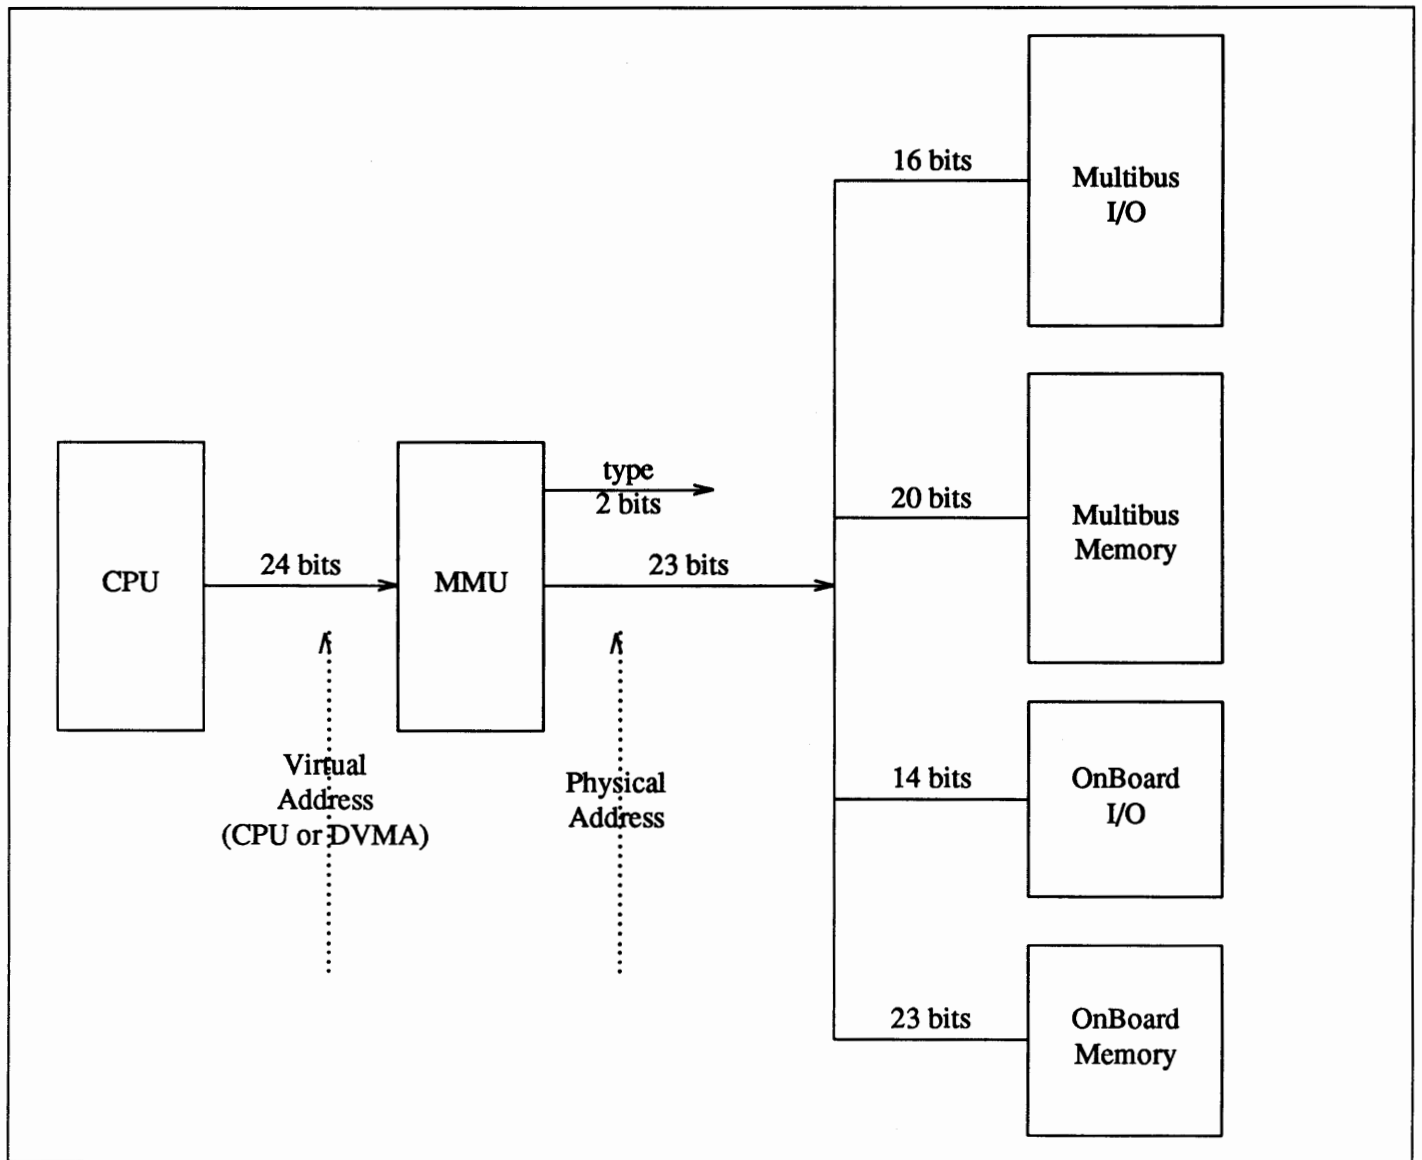 16 bits
Multibus
I/O
type
2 bits
20 bits
Multibus
Memory
CPU
24 bits
MMU
23 bits
Virtual
Address
(CPU or DVMA)
Physical
Address
14 bits
OnBoard
I/O
23 bits
OnBoard
Memory